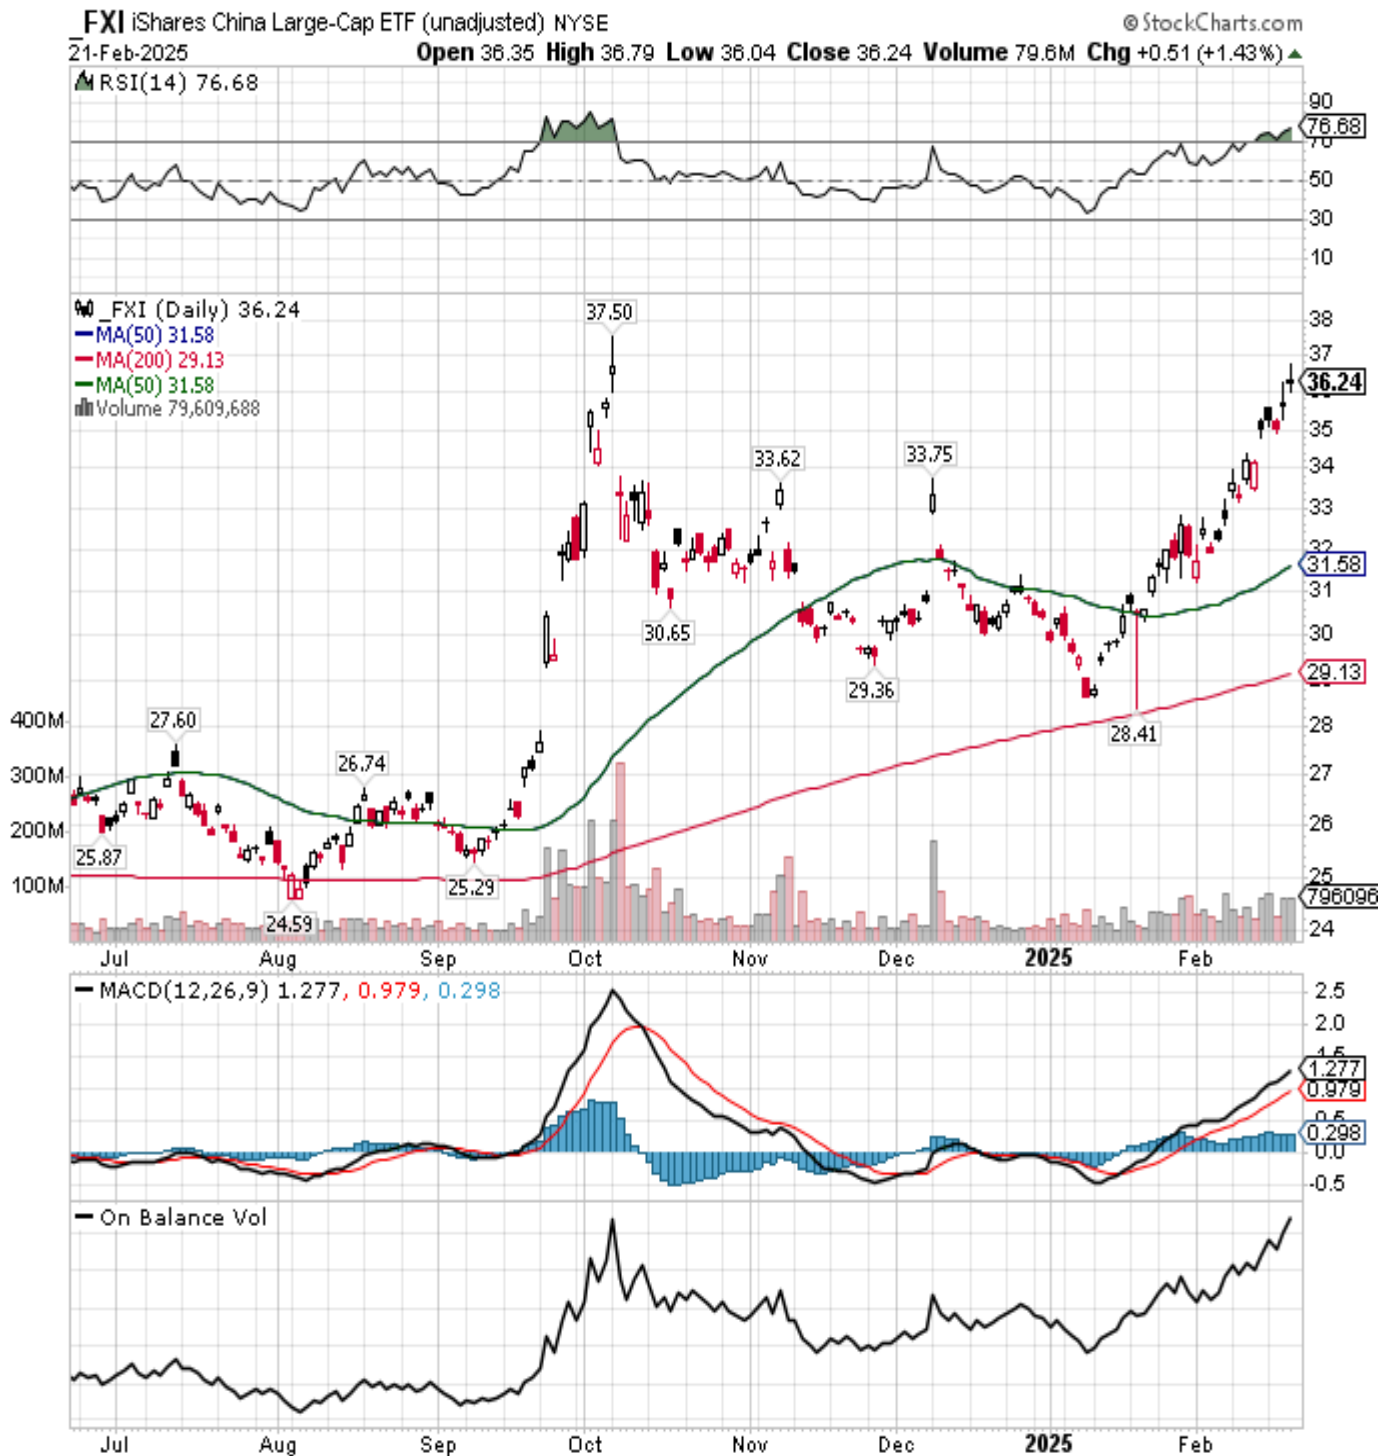 _FXI iShares China Large-Cap ETF (unadjusted) NYSE © StockCharts.com
21-Feb-2025 Open 36.35 High 36.79 Low 36.04 Close 36.24 Volume 79.6M Chg +0.51 (+1.43%)
RSI(14) 76.68
90
76.68
70
50
30
10
_FXI (Daily) 36.24
MA(50) 31.58
MA(200) 29.13
MA(50) 31.58
Volume 79,609,688
37.50
33.62
33.75
30.65
29.36
28.41
27.60
26.74
25.87
25.29
24.59
38
37
36.24
35
34
33
32
31.58
31
30
29.13
28
27
26
25
796096
24
400M
300M
200M
100M
Jul Aug Sep Oct Nov Dec 2025 Feb
MACD(12,26,9) 1.277, 0.979, 0.298
2.5
2.0
1.5
1.277
0.979
0.5
0.298
0.0
-0.5
On Balance Vol
Jul Aug Sep Oct Nov Dec 2025 Feb